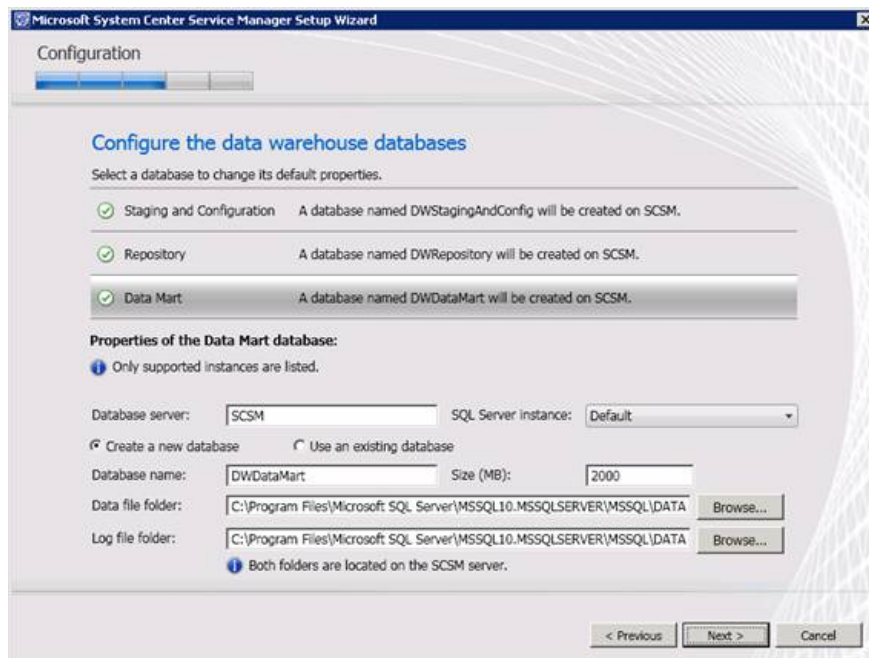 Microsoft System Center Service Manager Setup Wizard
Configuration
Configure the data warehouse databases
Select a database to change its default properties.
Staging and Configuration A database named DWStagingAndConfig will be created on SCSM.
Repository A database named DWRepository will be created on SCSM.
Data Mart A database named DWDataMart will be created on SCSM.
Properties of the Data Mart database:
Only supported instances are listed.
Database server: SCSM SQL Server instance: Default
Create a new database Use an existing database
Database name: DWDataMart Size (MB): 2000
Data file folder: C:\Program Files\Microsoft SQL Server\MSSQL10.MSSQLSERVER\MSSQL\DATA Browse...
Log file folder: C:\Program Files\Microsoft SQL Server\MSSQL10.MSSQLSERVER\MSSQL\DATA Browse...
Both folders are located on the SCSM server.
< Previous Next > Cancel